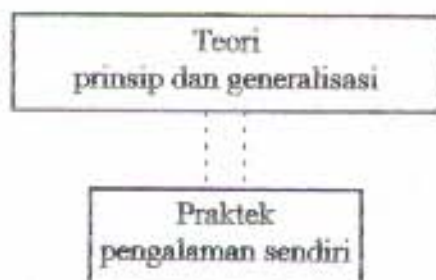 Teori
prinsip dan generalisasi
Praktek
pengalaman sendiri